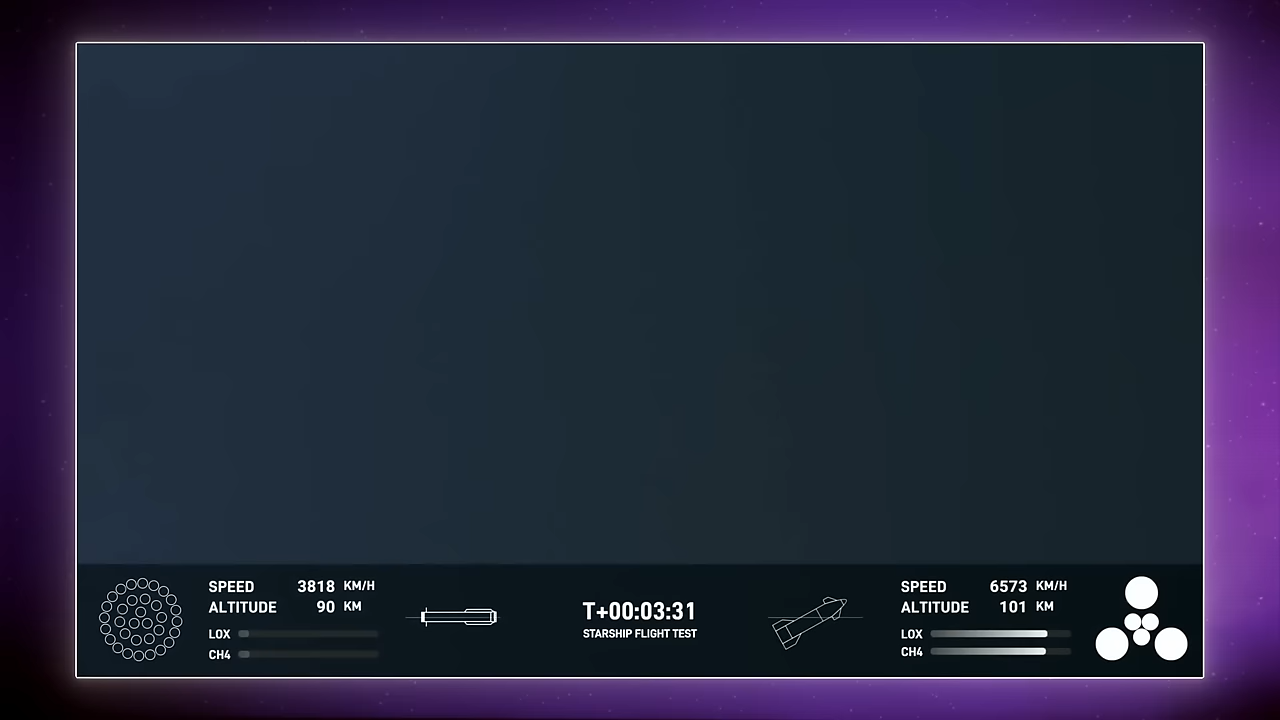 SPEED 3818 KM/H
ALTITUDE 90 KM
LOX
CH4
T+00:03:31
STARSHIP FLIGHT TEST
SPEED 6573 KM/H
ALTITUDE 101 KM
LOX
CH4